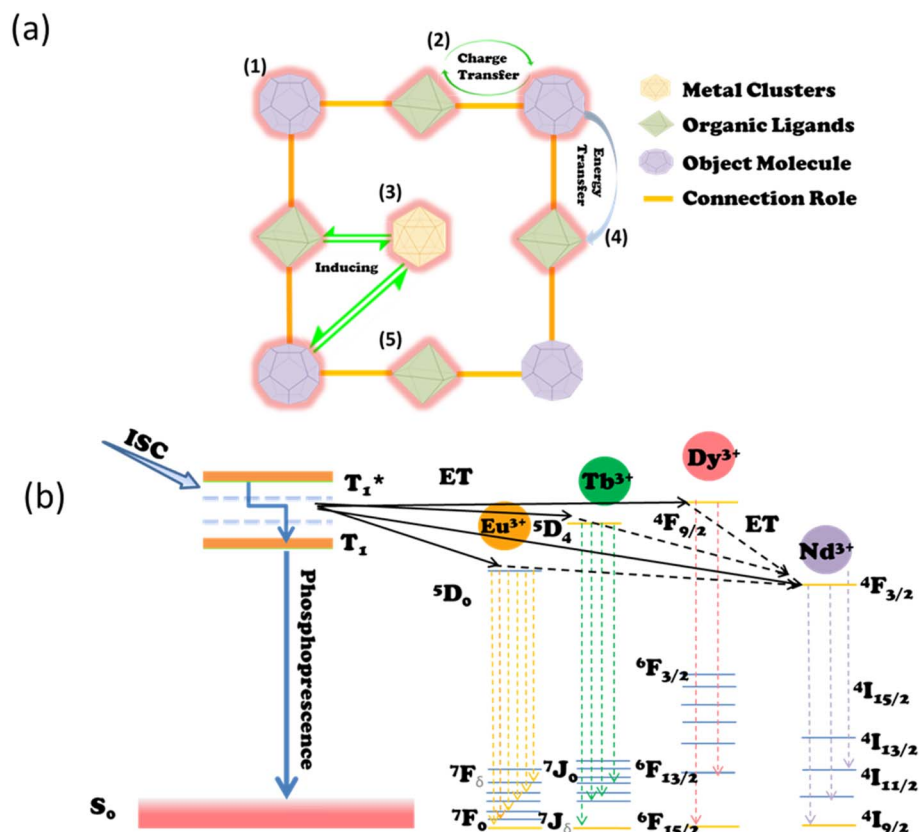 (a)
(1)
(2)
Charge
Transfer
Metal Clusters
Organic Ligands
Object Molecule
Connection Role
Energy
Transfer
(3)
(4)
Inducing
(5)
(b)
ISC
T₁*
T₁
ET
Eu³⁺
Tb³⁺
Dy³⁺
Nd³⁺
⁵D₄
⁴F₉/₂
ET
⁵D₀
⁴F₃/₂
Phosphoprescence
⁶F₃/₂
⁴I₁₅/₂
⁴I₁₃/₂
⁷Fδ
⁷J₀
⁶F₁₃/₂
⁴I₁₁/₂
S₀
⁷F₀
⁷Jδ
⁶F₁₅/₂
⁴I₉/₂